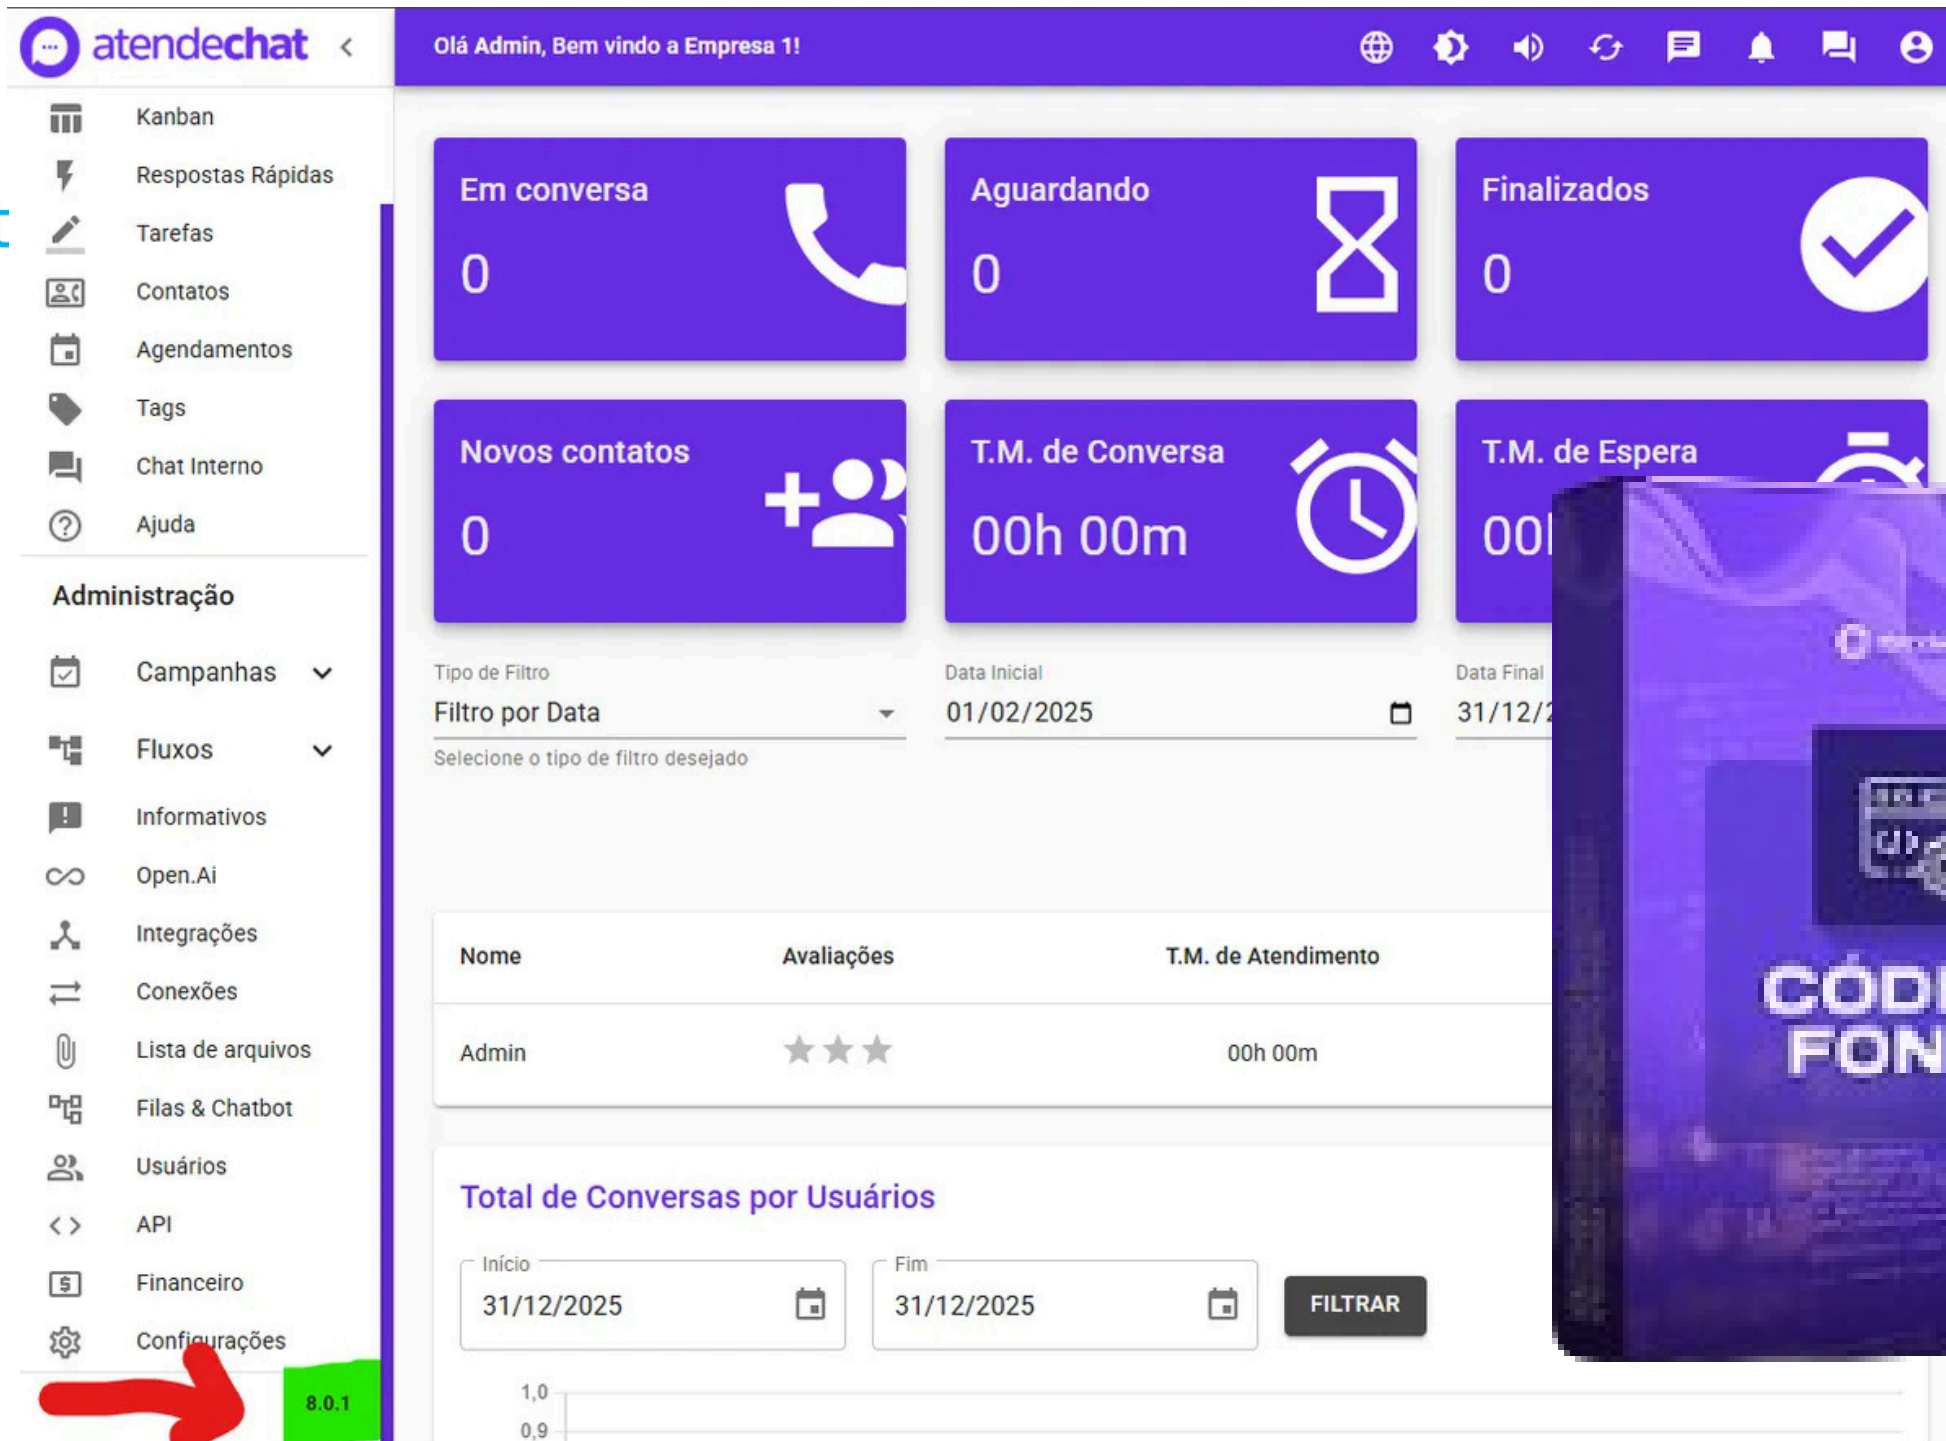 atendechat
Olá Admin, Bem vindo a Empresa 1!
Kanban
Respostas Rápidas
Tarefas
Contatos
Agendamentos
Tags
Chat Interno
Ajuda
Administração
Campanhas
Fluxos
Informativos
Open.Ai
Integrações
Conexões
Lista de arquivos
Filas & Chatbot
Usuários
API
Financeiro
Configurações
8.0.1
Em conversa
0
Aguardando
0
Finalizados
0
Novos contatos
0
T.M. de Conversa
00h 00m
T.M. de Espera
00
Tipo de Filtro
Filtro por Data
Selecione o tipo de filtro desejado
Data Inicial
01/02/2025
Data Final
31/12/
Nome Avaliações T.M. de Atendimento
Admin 00h 00m
Total de Conversas por Usuários
Início
31/12/2025
Fim
31/12/2025
FILTRAR
1,0
0,9
CÓDI
FON